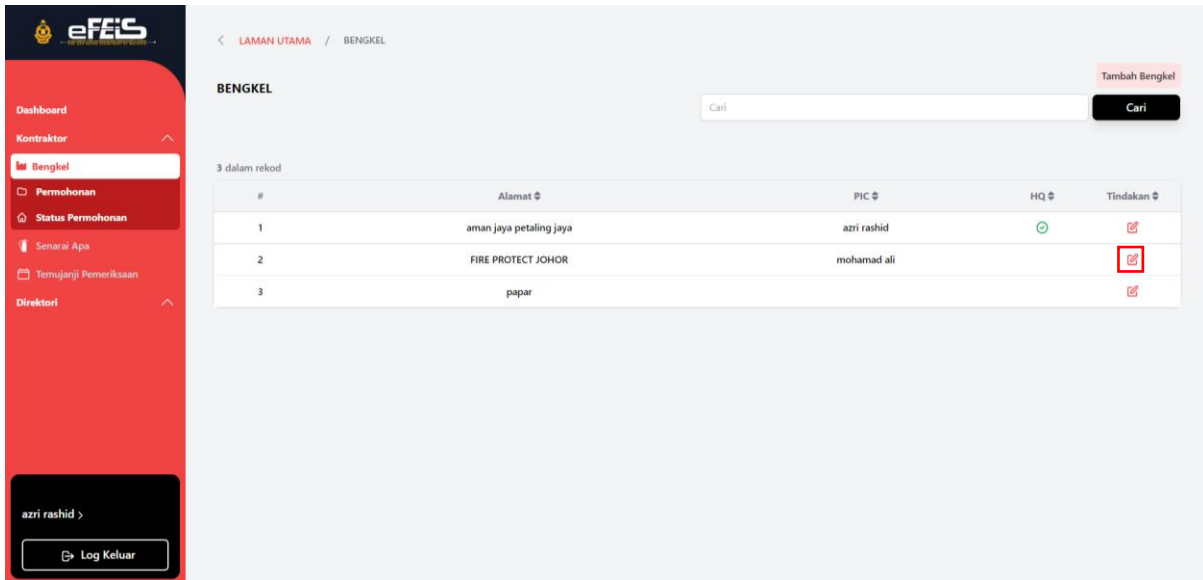 eFEIS
LAMAN UTAMA / BENGKEL
BENGKEL
Tambah Bengkel
Cari
Cari
Dashboard
Kontraktor
Bengkel
Permohonan
Status Permohonan
Senarai Apa
Temujanji Pemeriksaan
Direktori
3 dalam rekod
# Alamat PIC HQ Tindakan
1 aman jaya petaling jaya azri rashid
2 FIRE PROTECT JOHOR mohamad ali
3 papar
azri rashid >
Log Keluar